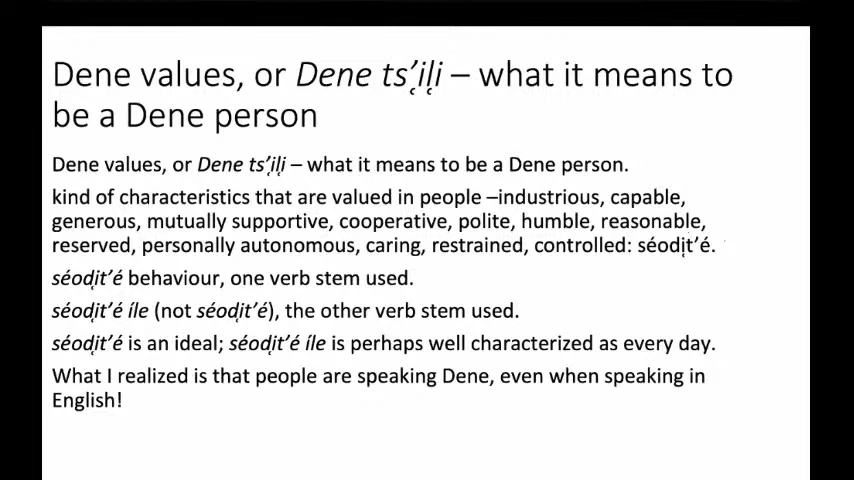 Dene values, or Dene ts’įlį – what it means to
be a Dene person
Dene values, or Dene ts’įlį – what it means to be a Dene person.
kind of characteristics that are valued in people –industrious, capable,
generous, mutually supportive, cooperative, polite, humble, reasonable,
reserved, personally autonomous, caring, restrained, controlled: séodįt’é.
séodįt’é behaviour, one verb stem used.
séodįt’é íle (not séodįt’é), the other verb stem used.
séodįt’é is an ideal; séodįt’é íle is perhaps well characterized as every day.
What I realized is that people are speaking Dene, even when speaking in
English!